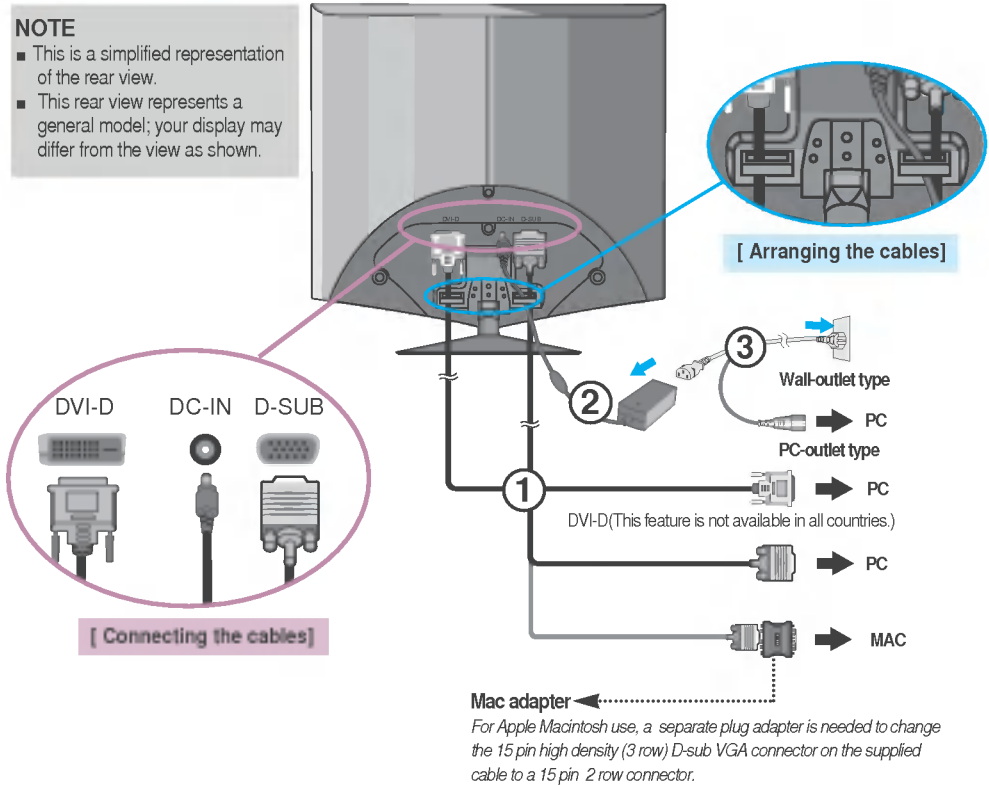 NOTE
■ This is a simplified representation
of the rear view.
■ This rear view represents a
general model; your display may
differ from the view as shown.
DVI-D DC-IN D-SUB
[ Arranging the cables]
3
Wall-outlet type
2
PC
PC-outlet type
DVI-D DC-IN D-SUB
1
PC
DVI-D(This feature is not available in all countries.)
PC
[ Connecting the cables]
MAC
Mac adapter
For Apple Macintosh use, a separate plug adapter is needed to change
the 15 pin high density (3 row) D-sub VGA connector on the supplied
cable to a 15 pin 2 row connector.